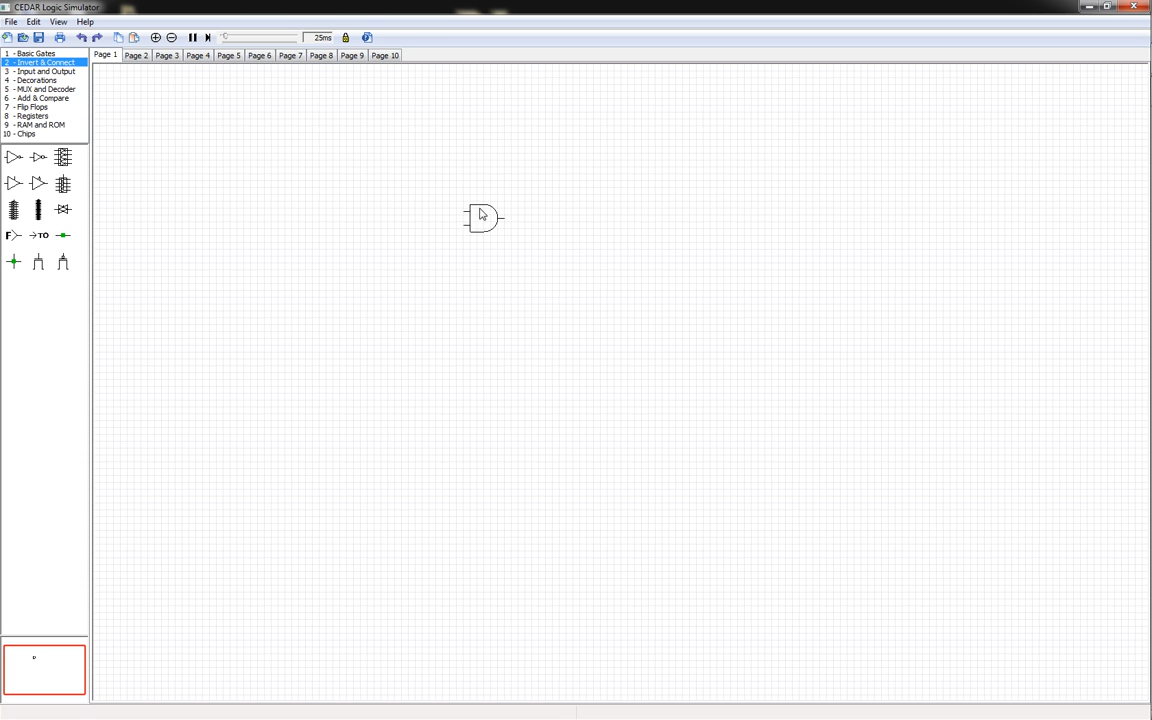 CEDAR Logic Simulator
File Edit View Help
25ms
1 - Basic Gates
2 - Invert & Connect
3 - Input and Output
4 - Decorations
5 - MUX and Decoder
6 - Add & Compare
7 - Flip Flops
8 - Registers
9 - RAM and ROM
10 - Chips
Page 1 Page 2 Page 3 Page 4 Page 5 Page 6 Page 7 Page 8 Page 9 Page 10
F
TO